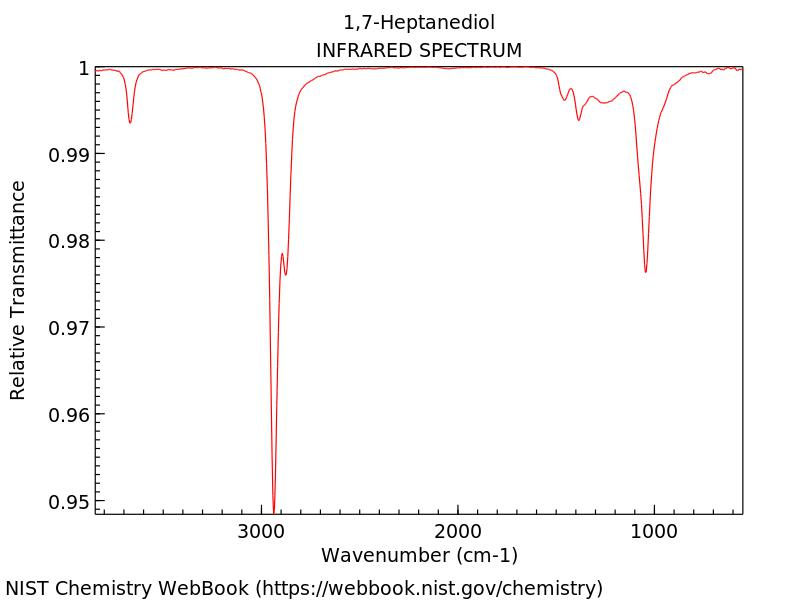 1,7-Heptanediol
INFRARED SPECTRUM
1
0.99
0.98
0.97
0.96
0.95
Relative Transmittance
3000 2000 1000
Wavenumber (cm-1)
NIST Chemistry WebBook (https://webbook.nist.gov/chemistry)